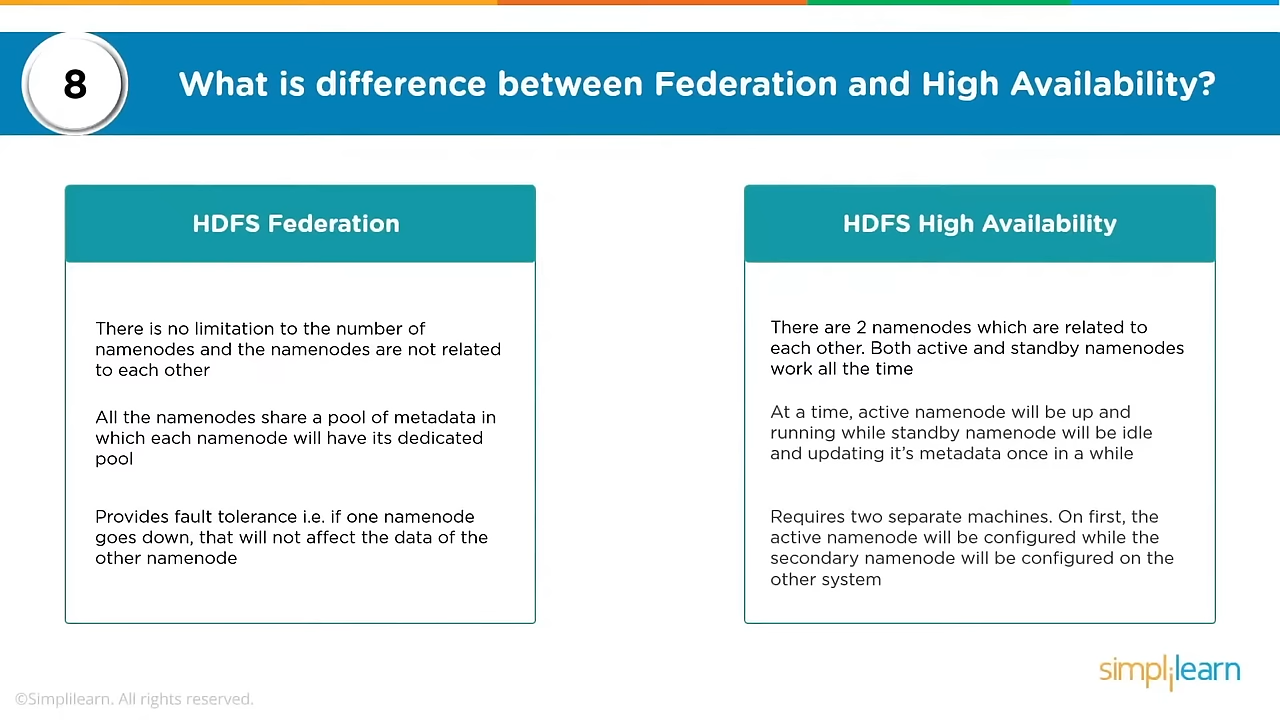 8
What is difference between Federation and High Availability?
HDFS Federation
There is no limitation to the number of
namenodes and the namenodes are not related
to each other
All the namenodes share a pool of metadata in
which each namenode will have its dedicated
pool
Provides fault tolerance i.e. if one namenode
goes down, that will not affect the data of the
other namenode
HDFS High Availability
There are 2 namenodes which are related to
each other. Both active and standby namenodes
work all the time
At a time, active namenode will be up and
running while standby namenode will be idle
and updating it's metadata once in a while
Requires two separate machines. On first, the
active namenode will be configured while the
secondary namenode will be configured on the
other system
simplilearn
©Simplilearn. All rights reserved.